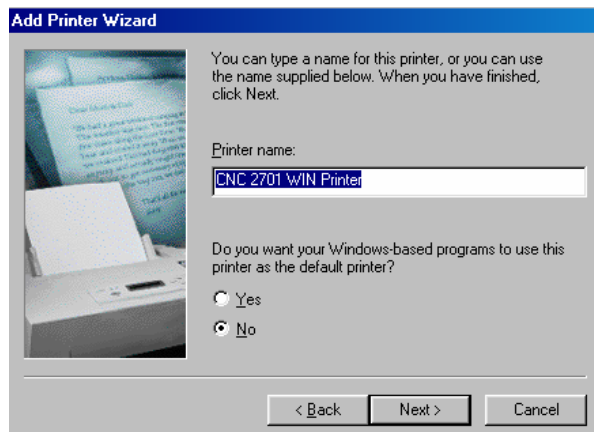 Add Printer Wizard
You can type a name for this printer, or you can use
the name supplied below. When you have finished,
click Next.
Printer name:
CNC 2701 WIN Printer
Do you want your Windows-based programs to use this
printer as the default printer?
Yes
No
< Back
Next >
Cancel